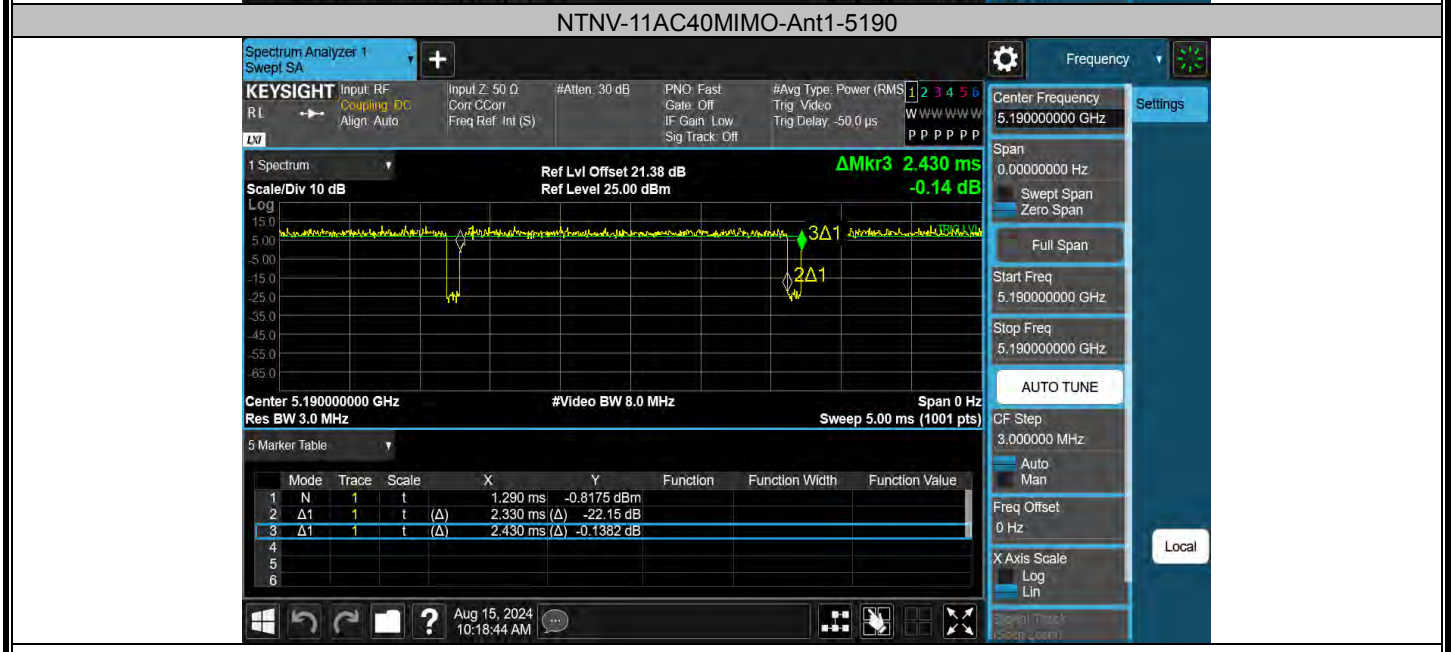 NTNV-11AC40MIMO-Ant1-5190
Spectrum Analyzer 1
Swept SA
+
Frequency
KEYSIGHT
RL
LXI
Input: RF
Coupling: DC
Align: Auto
Input Z: 50 Ω
Corr CCorr
Freq Ref: Int (S)
#Atten: 30 dB
PNO: Fast
Gate: Off
IF Gain: Low
Sig Track: Off
#Avg Type: Power (RMS
Trig: Video
Trig Delay: -50.0 µs
1 2 3 4 5 6
W W W W W W
P P P P P P
Center Frequency
5.190000000 GHz
Settings
1 Spectrum
Ref Lvl Offset 21.38 dB
ΔMkr3 2.430 ms
Scale/Div 10 dB
Ref Level 25.00 dBm
-0.14 dB
Log
15.0
5.00
-5.00
-15.0
-25.0
-35.0
-45.0
-55.0
-65.0
3Δ1
TRIG LVL
2Δ1
Center 5.190000000 GHz
#Video BW 8.0 MHz
Span 0 Hz
Res BW 3.0 MHz
Sweep 5.00 ms (1001 pts)
Span
0.00000000 Hz
Swept Span
Zero Span
Full Span
Start Freq
5.190000000 GHz
Stop Freq
5.190000000 GHz
AUTO TUNE
CF Step
3.000000 MHz
Auto
Man
Freq Offset
0 Hz
X Axis Scale
Log
Lin
Signal Track
(Span Zoom)
Local
5 Marker Table
Mode Trace Scale X Y Function Function Width Function Value
1 N 1 t 1.290 ms -0.8175 dBm
2 Δ1 1 t (Δ) 2.330 ms (Δ) -22.15 dB
3 Δ1 1 t (Δ) 2.430 ms (Δ) -0.1382 dB
4
5
6
?
Aug 15, 2024
10:18:44 AM